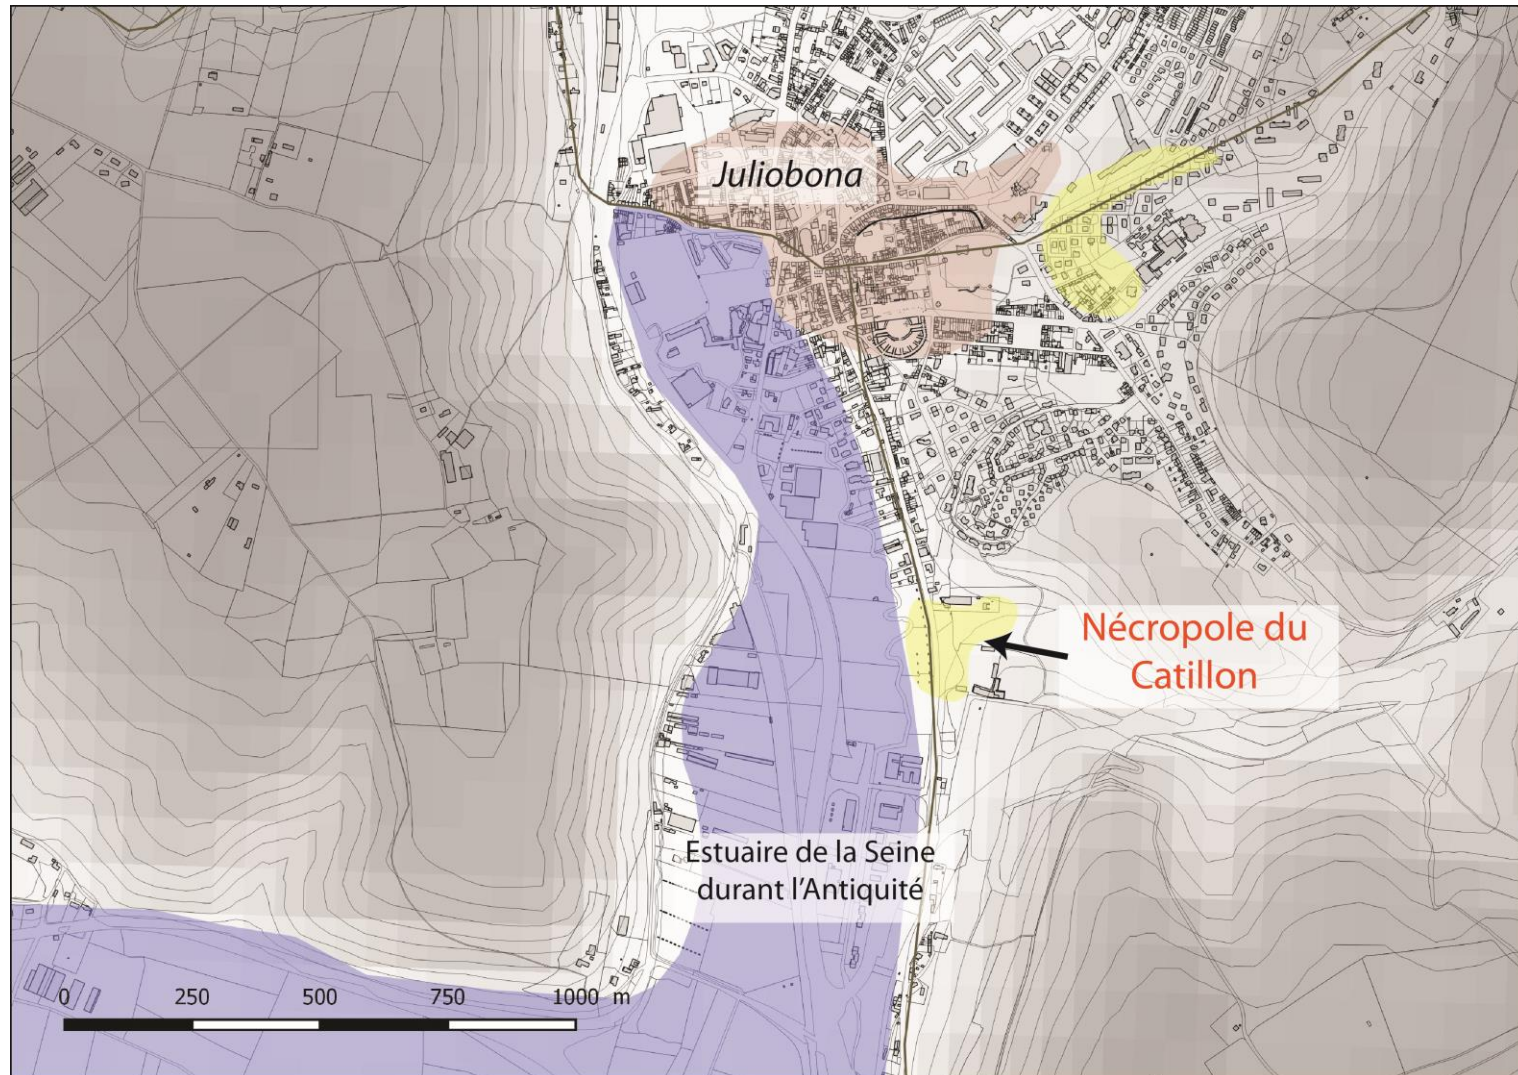 Juliobona
Nécropole du
Catillon
Estuaire de la Seine
durant l'Antiquité
0 250 500 750 1000 m